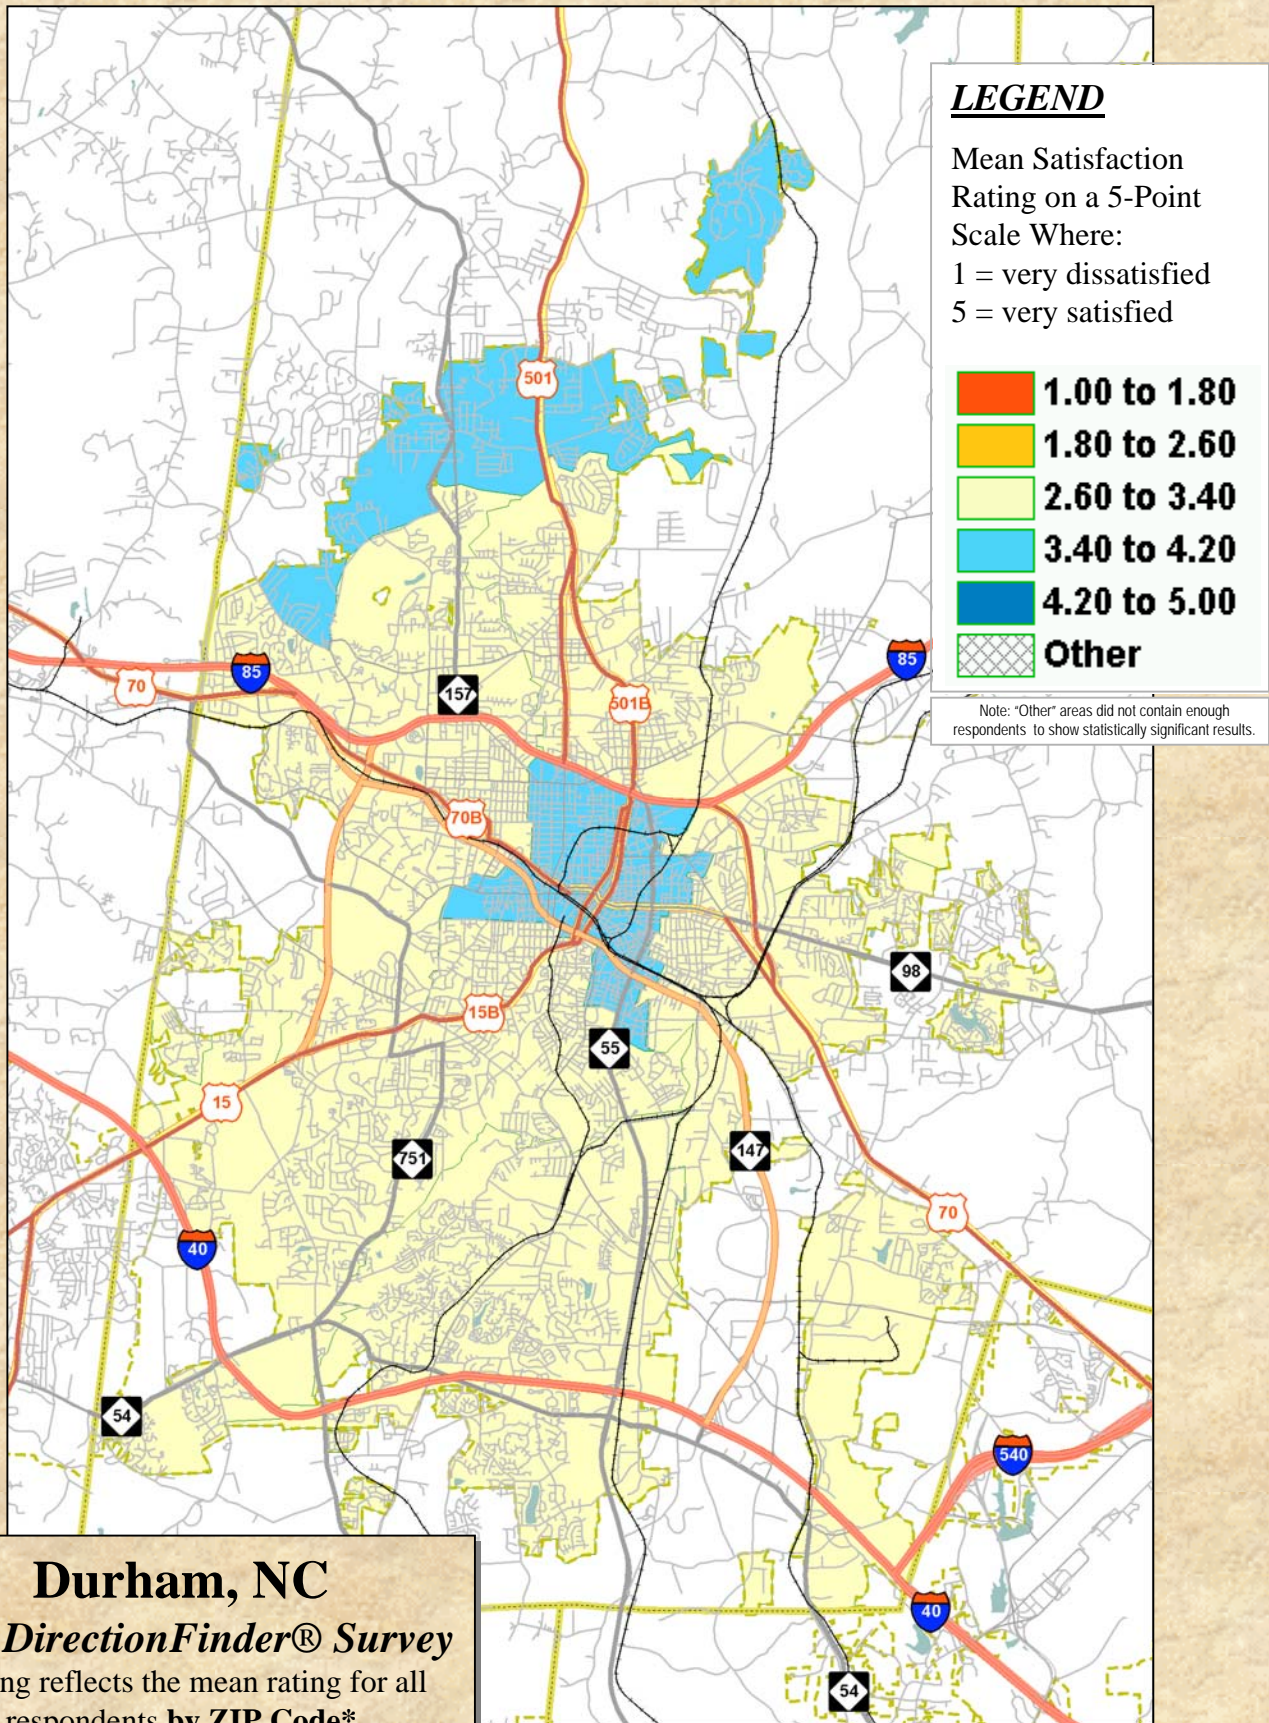 LEGEND
Mean Satisfaction
Rating on a 5-Point
Scale Where:
1 = very dissatisfied
5 = very satisfied
1.00 to 1.80
1.80 to 2.60
2.60 to 3.40
3.40 to 4.20
4.20 to 5.00
Other
Note: “Other” areas did not contain enough
respondents to show statistically significant results.
501
85
70
157
501B
85
70B
98
15B
55
15
751
147
70
40
54
540
40
54
Durham, NC
DirectionFinder® Survey
ng reflects the mean rating for all
respondents by ZIP Code*